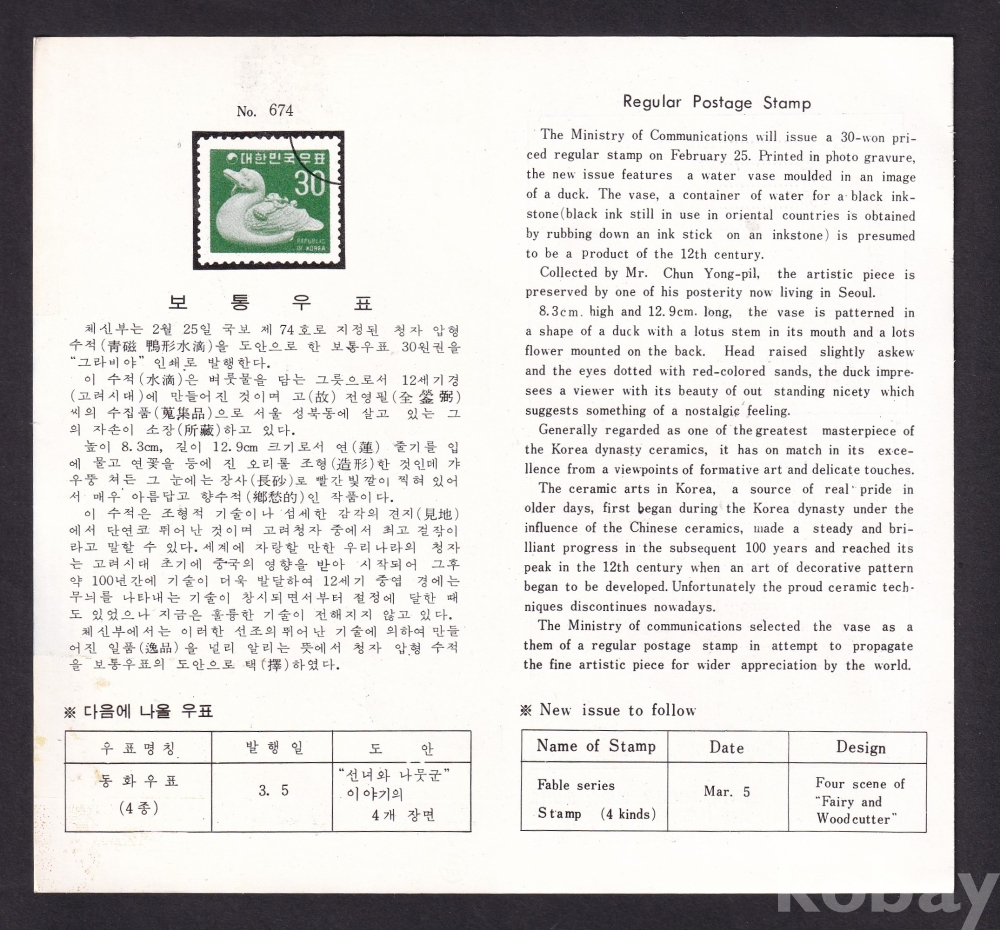 No. 674
대한민국우표
30
REPUBLIC
OF KOREA
보 통 우 표
체신부는 2월 25일 국보 제 74호로 지정된 청자 압형
수적(青磁 鴨形水滴)을 도안으로 한 보통우표 30원권을
“그라비야” 인쇄로 발행한다.
이 수적(水滴)은 벼룻물을 담는 그릇으로서 12세기경
(고려시대)에 만들어진 것이며 고(故) 전영필(全鎣弼)
씨의 수집품(蒐集品)으로 서울 성북동에 살고 있는 그
의 자손이 소장(所藏)하고 있다.
높이 8.3cm, 길이 12.9cm 크기로서 연(蓮) 줄기를 입
에 물고 연꽃을 등에 진 오리롤 조형(造形)한 것인데 갸
우뚱 쳐든 그 눈에는 장사(長砂)로 빨간빛깔이 찍혀 있어
서 매우 아름답고 향수적(鄕愁的)인 작품이다.
이 수적은 조형적 기술이나 섬세한 감각의 견지(見地)
에서 단연코 뛰어난 것이며 고려청자 중에서 최고 걸작이
라고 말할 수 있다. 세계에 자랑할 만한 우리나라의 청자
는 고려시대 초기에 중국의 영향을 받아 시작되어 그후
약 100년간에 기술이 더욱 발달하여 12세기 중엽 경에는
무늬를 나타내는 기술이 창시되면서부터 절정에 달한 때
도 있었으나 지금은 훌륭한 기술이 전해지지 않고 있다.
체신부에서는 이러한 선조의 뛰어난 기술에 의하여 만들
어진 일품(逸品)을 널리 알리는 뜻에서 청자 압형 수적
을 보통우표의 도안으로 택(擇)하였다.
※ 다음에 나올 우표
우표명칭 발행일 도 안
동화우표 (4종) 3. 5 “선녀와 나뭇군” 이야기의 4개 장면
Regular Postage Stamp
The Ministry of Communications will issue a 30-won pri-
ced regular stamp on February 25. Printed in photo gravure,
the new issue features a water vase moulded in an image
of a duck. The vase, a container of water for a black ink-
stone(black ink still in use in oriental countries is obtained
by rubbing down an ink stick on an inkstone) is presumed
to be a product of the 12th century.
Collected by Mr. Chun Yong-pil, the artistic piece is
preserved by one of his posterity now living in Seoul.
8.3cm. high and 12.9cm. long, the vase is patterned in
a shape of a duck with a lotus stem in its mouth and a lots
flower mounted on the back. Head raised slightly askew
and the eyes dotted with red-colored sands, the duck impre-
sees a viewer with its beauty of out standing nicety which
suggests something of a nostalgic feeling.
Generally regarded as one of the greatest masterpiece of
the Korea dynasty ceramics, it has on match in its exce-
llence from a viewpoints of formative art and delicate touches.
The ceramic arts in Korea, a source of real pride in
older days, first began during the Korea dynasty under the
influence of the Chinese ceramics, made a steady and bri-
lliant progress in the subsequent 100 years and reached its
peak in the 12th century when an art of decorative pattern
began to be developed. Unfortunately the proud ceramic tech-
niques discontinues nowadays.
The Ministry of communications selected the vase as a
them of a regular postage stamp in attempt to propagate
the fine artistic piece for wider appreciation by the world.
※ New issue to follow
Name of Stamp Date Design
Fable series Stamp (4 kinds) Mar. 5 Four scene of “Fairy and Woodcutter”
kobay